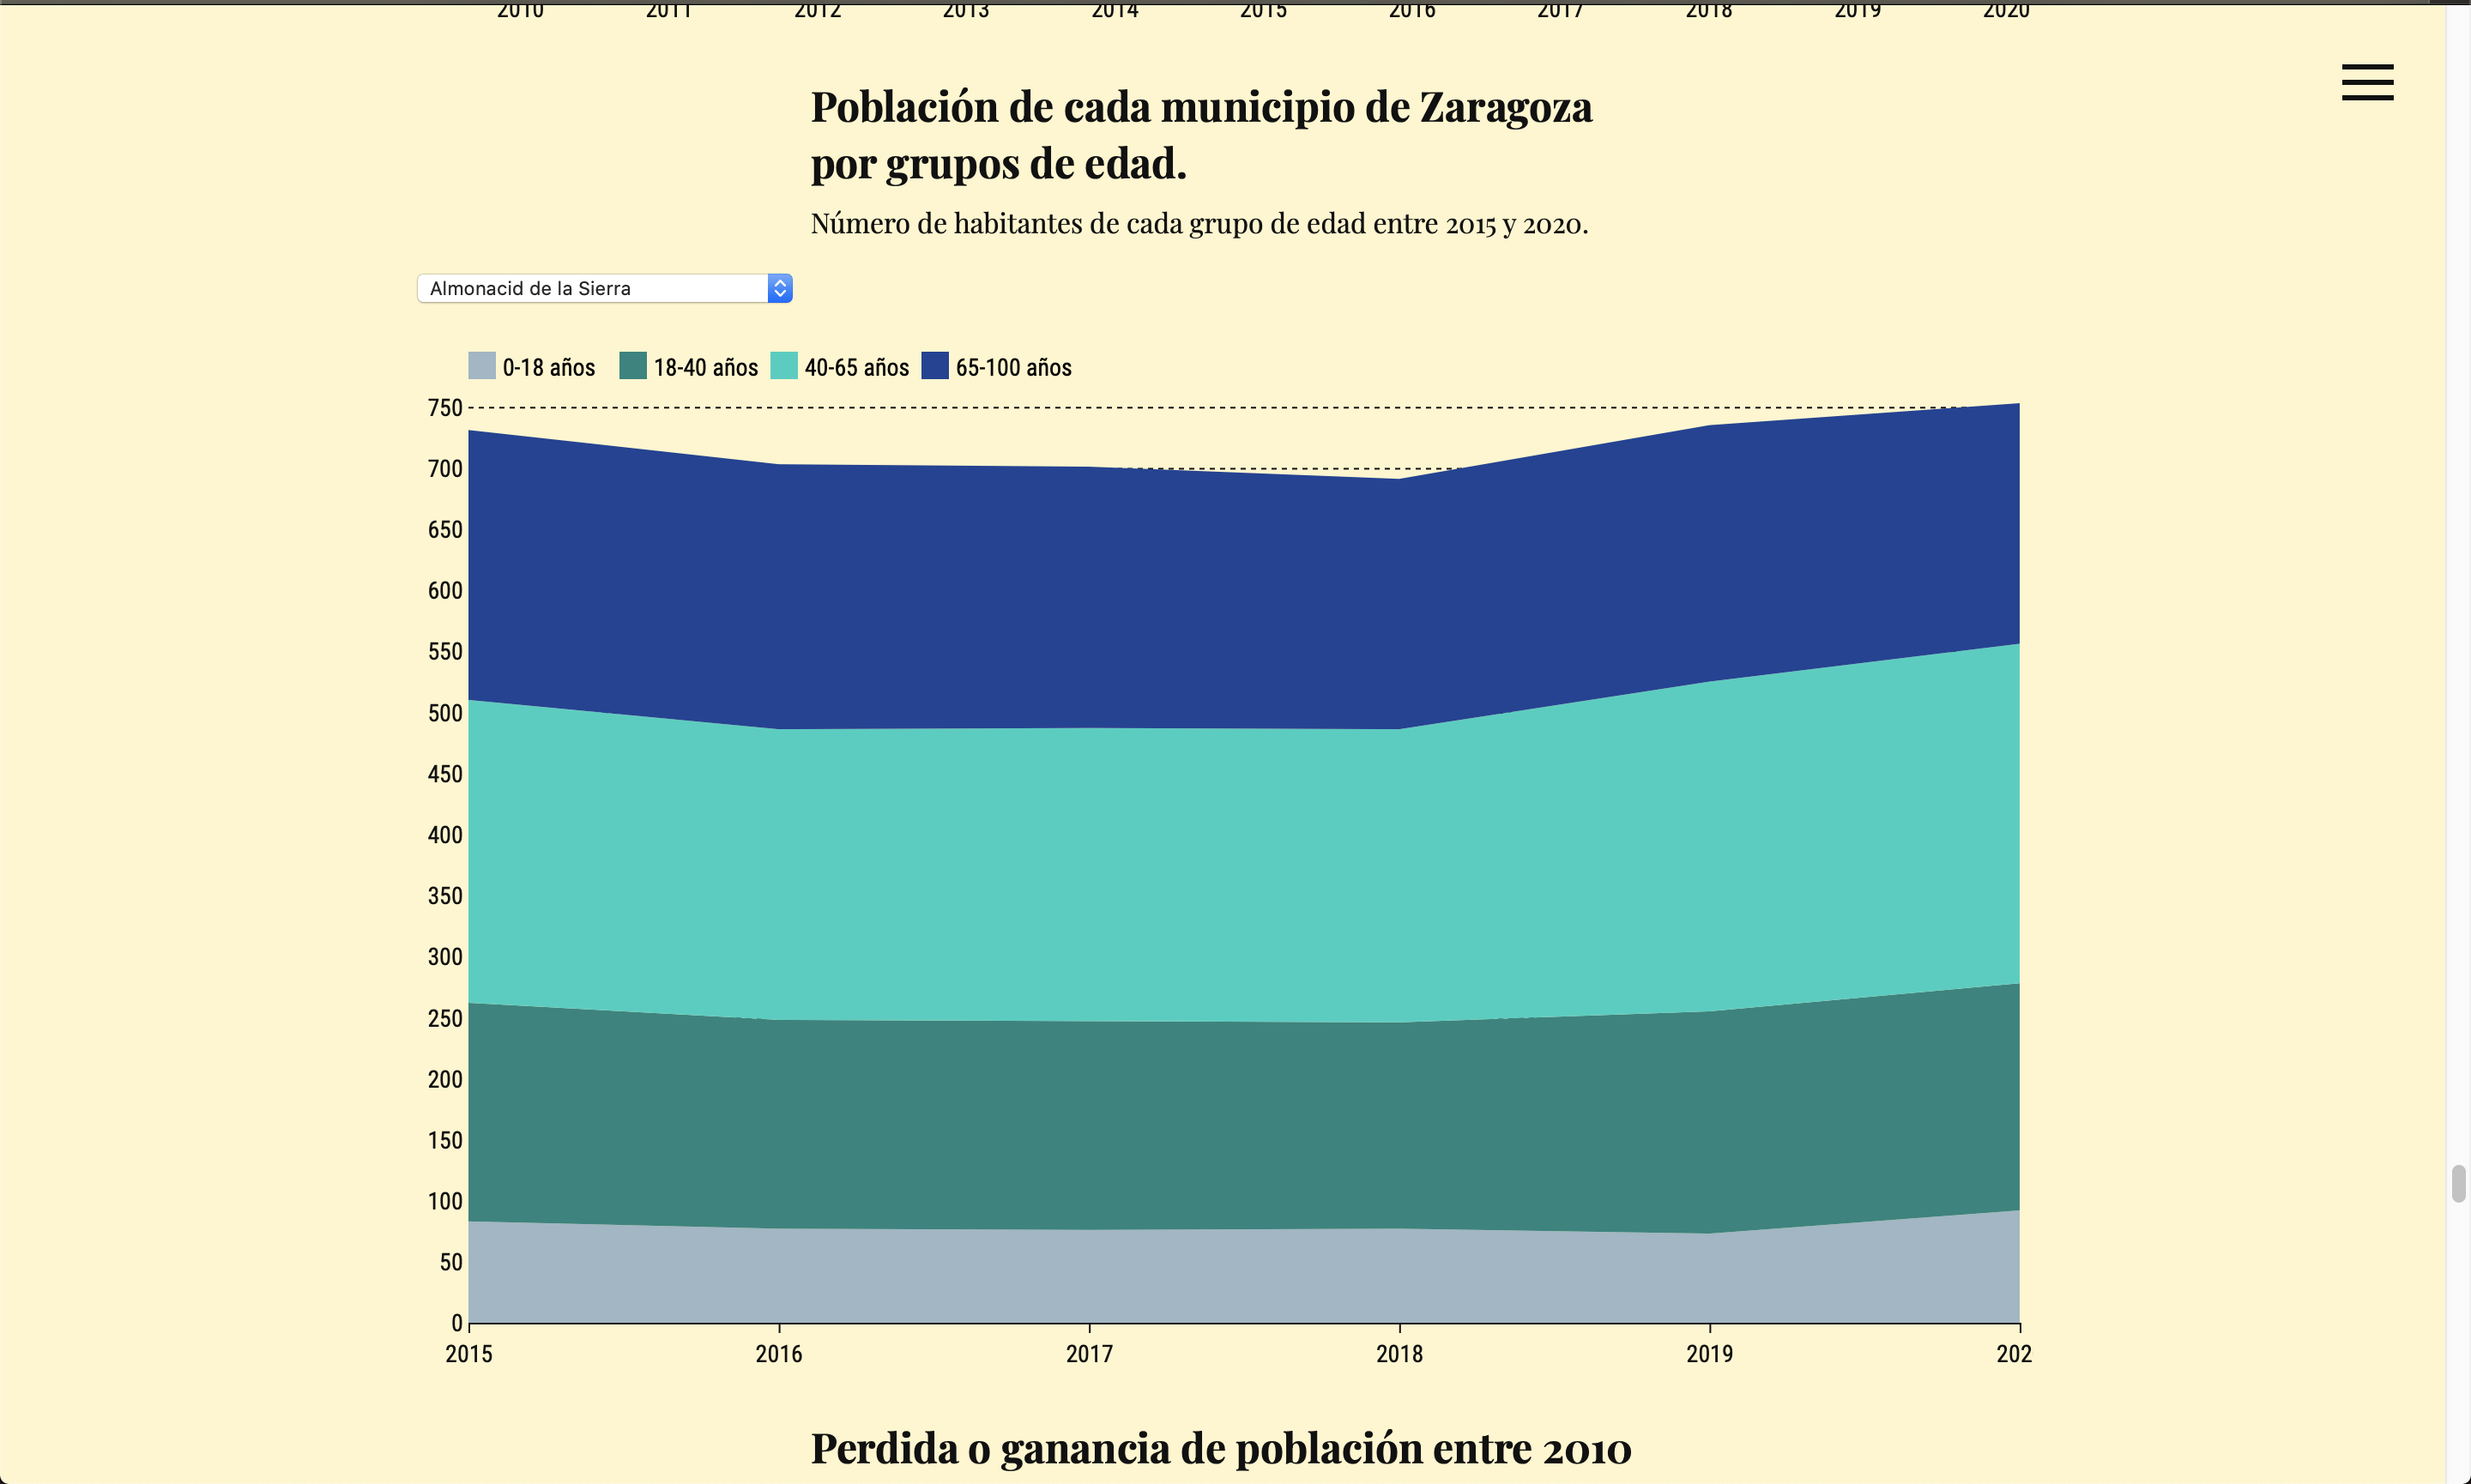 2010 2011 2012 2013 2014 2015 2016 2017 2018 2019 2020
Población de cada municipio de Zaragoza
por grupos de edad.
Número de habitantes de cada grupo de edad entre 2015 y 2020.
Almonacid de la Sierra
0-18 años 18-40 años 40-65 años 65-100 años
750
700
650
600
550
500
450
400
350
300
250
200
150
100
50
0
2015 2016 2017 2018 2019 202
Perdida o ganancia de población entre 2010